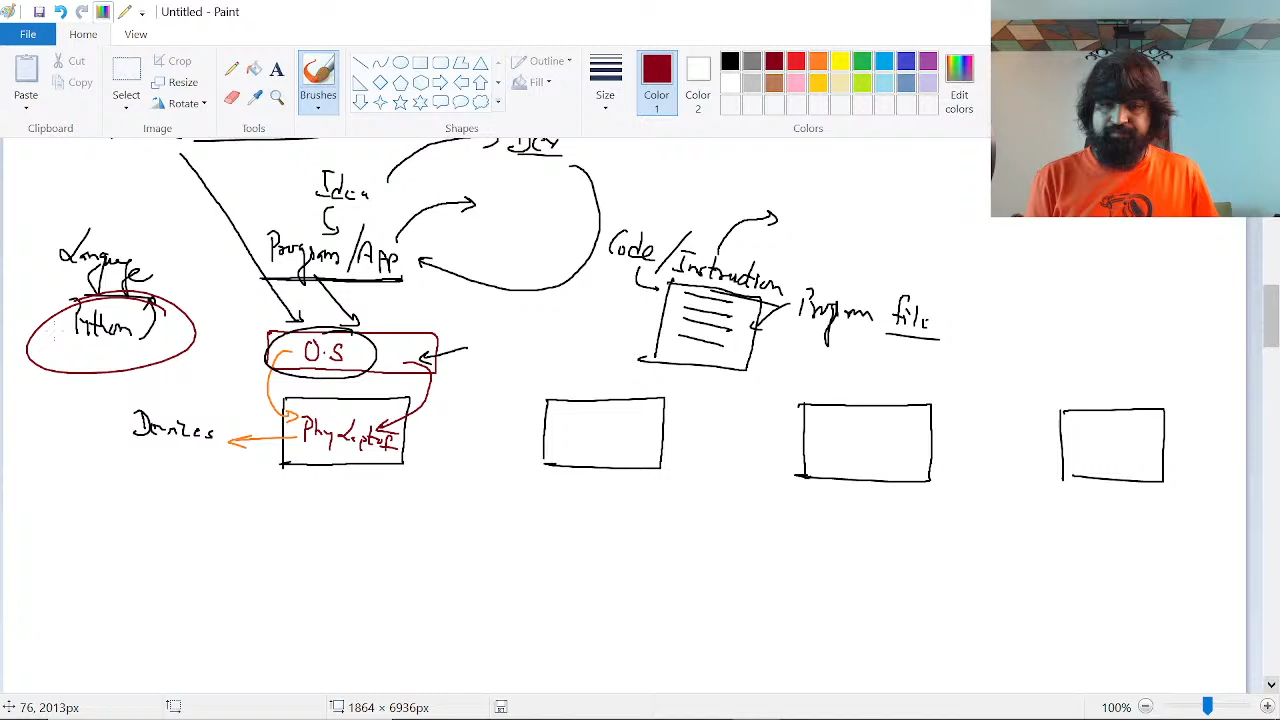 Untitled - Paint
File
Home
View
Paste
Cut
Copy
Clipboard
Select
Crop
Resize
Rotate
Image
A
Tools
Brushes
Outline
Fill
Shapes
Size
Color 1
Color 2
Edit colors
Colors
Dev
Idea
Program/App
Language
Python
Code/Instruction
Program file
O.S
Phy Laptop
Devices
76, 2013px
1864 × 6936px
100%